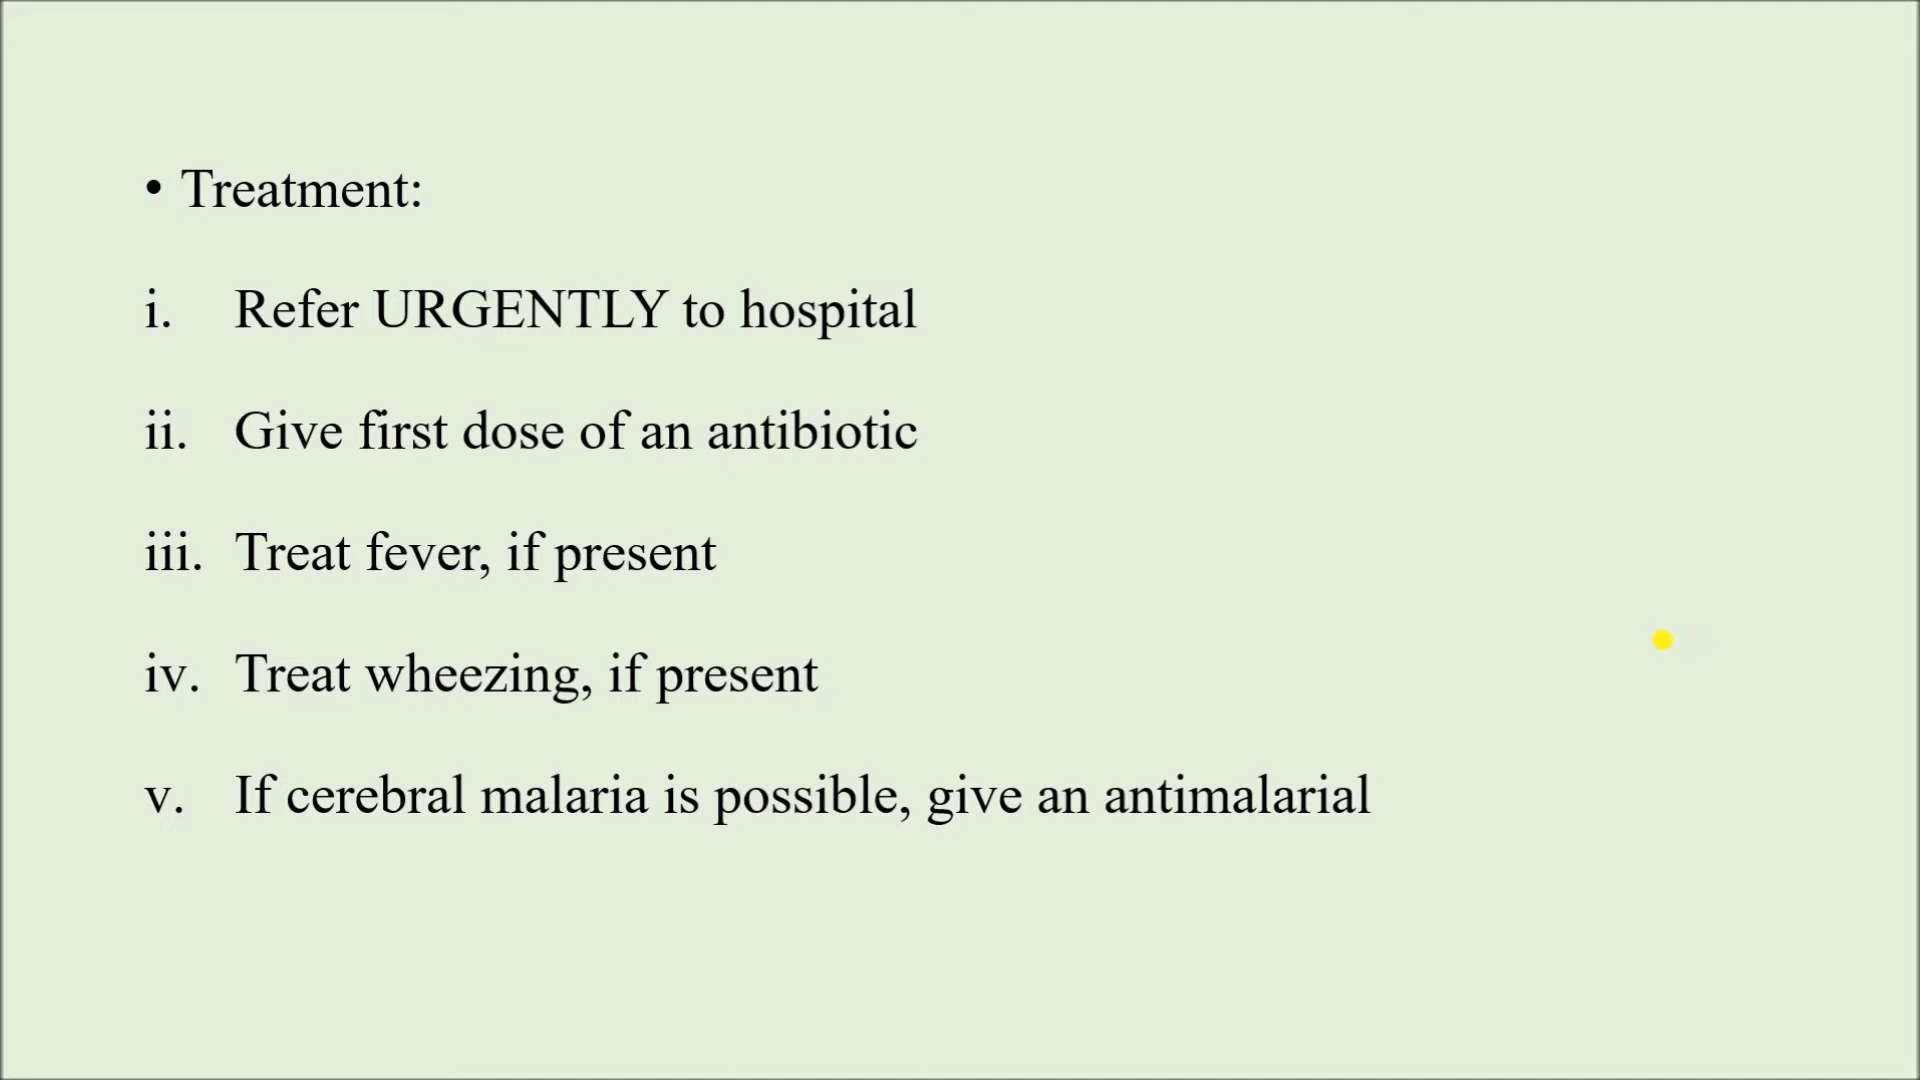 • Treatment:
i. Refer URGENTLY to hospital
ii. Give first dose of an antibiotic
iii. Treat fever, if present
iv. Treat wheezing, if present
v. If cerebral malaria is possible, give an antimalarial